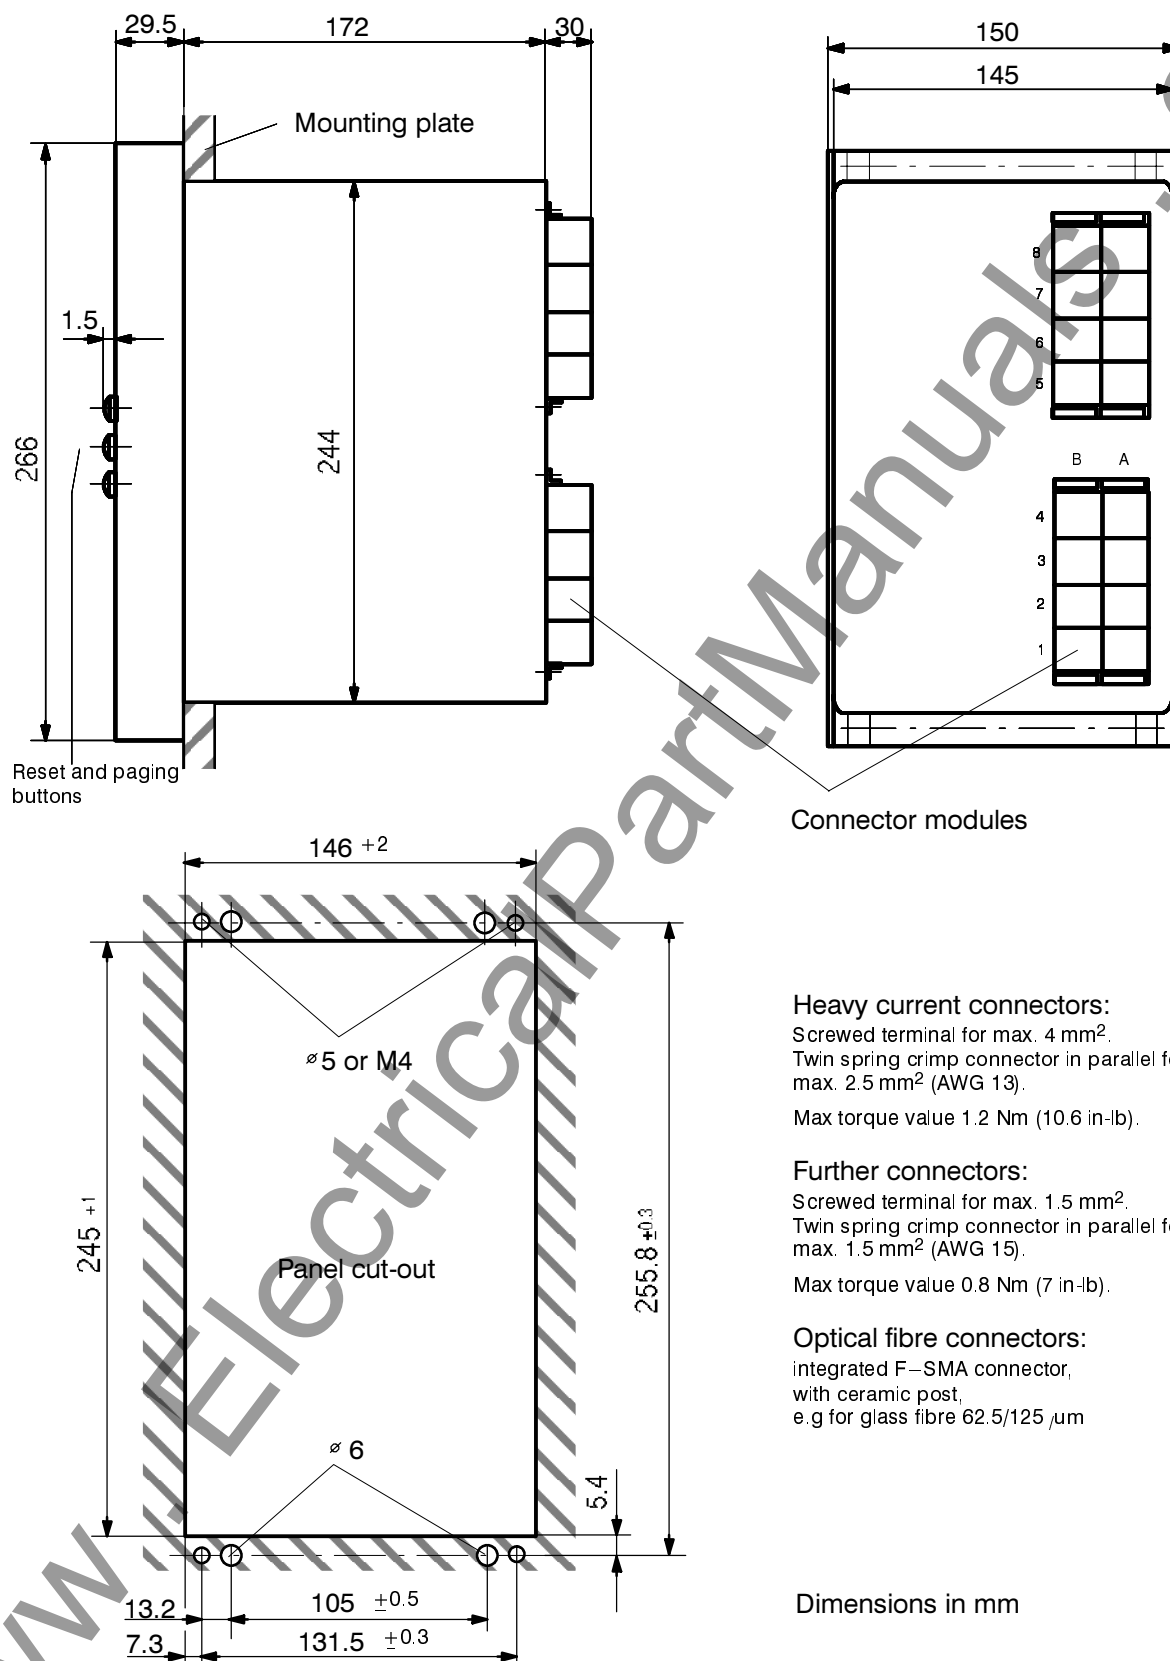 29.5
172
30
150
145
Mounting plate
1.5
266
244
8
7
6
5
B A
4
3
2
1
Reset and paging
buttons
Connector modules
146 +2
⌀5 or M4
245 +1
Panel cut-out
255.8 ±0.3
⌀ 6
5.4
13.2
105 ±0.5
7.3
131.5 ±0.3
Heavy current connectors:
Screwed terminal for max. 4 mm².
Twin spring crimp connector in parallel
max. 2.5 mm² (AWG 13).
Max torque value 1.2 Nm (10.6 in-lb).
Further connectors:
Screwed terminal for max. 1.5 mm².
Twin spring crimp connector in parallel
max. 1.5 mm² (AWG 15).
Max torque value 0.8 Nm (7 in-lb).
Optical fibre connectors:
integrated F–SMA connector,
with ceramic post,
e.g for glass fibre 62.5/125 µm
Dimensions in mm
www.ElectricalPartManuals.